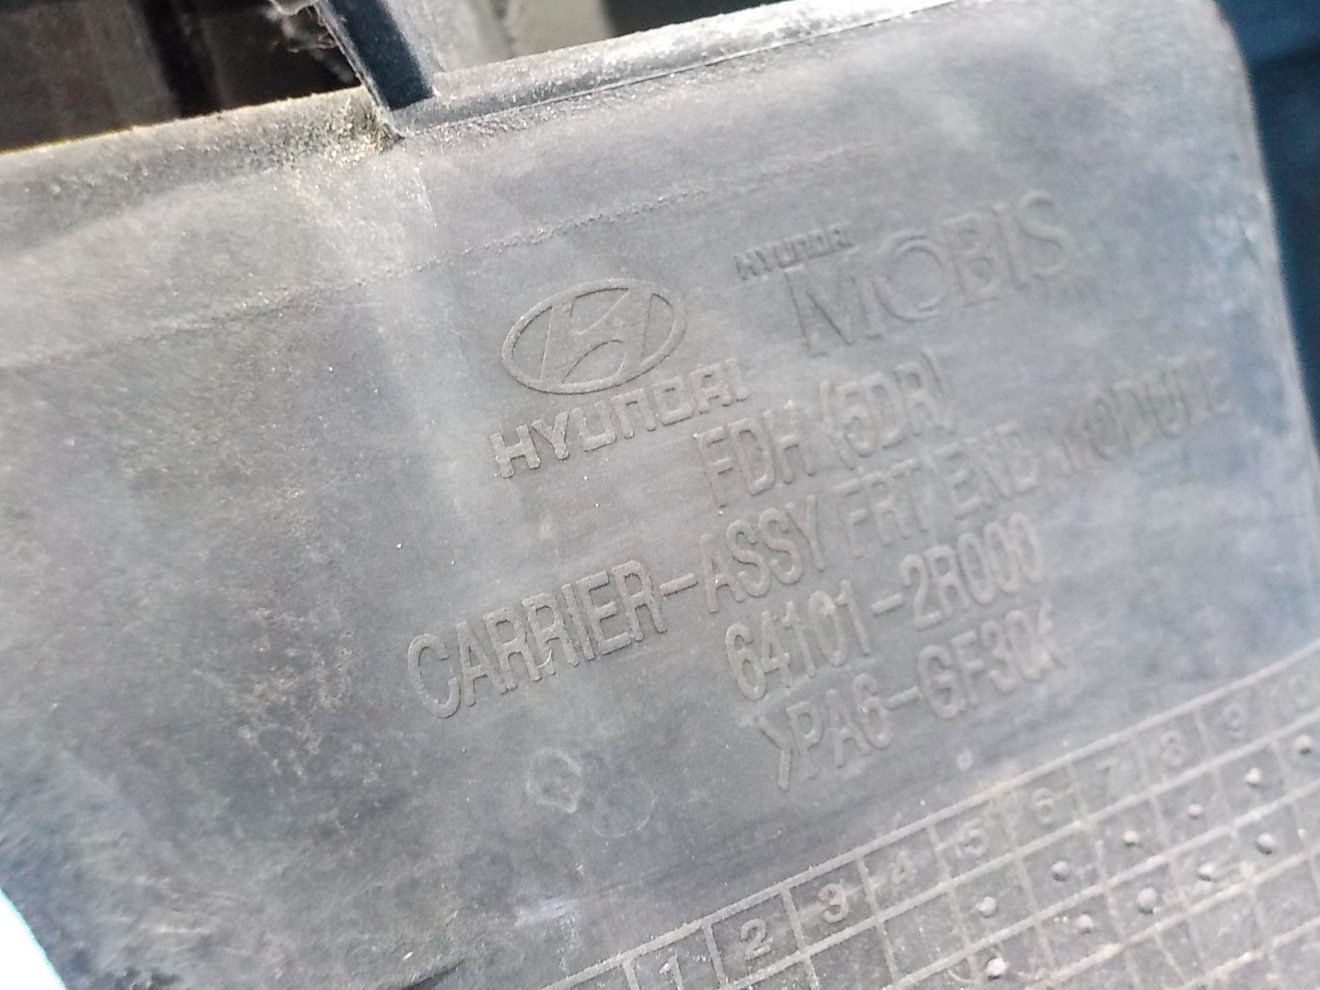 HYUNDAI
MOBIS
HYUNDAI
FDH (5DR)
CARRIER-ASSY FRT END MODULE
64101-2R000
>PA6-GF30<
1 2 3 4 5 6 7 8 9 10